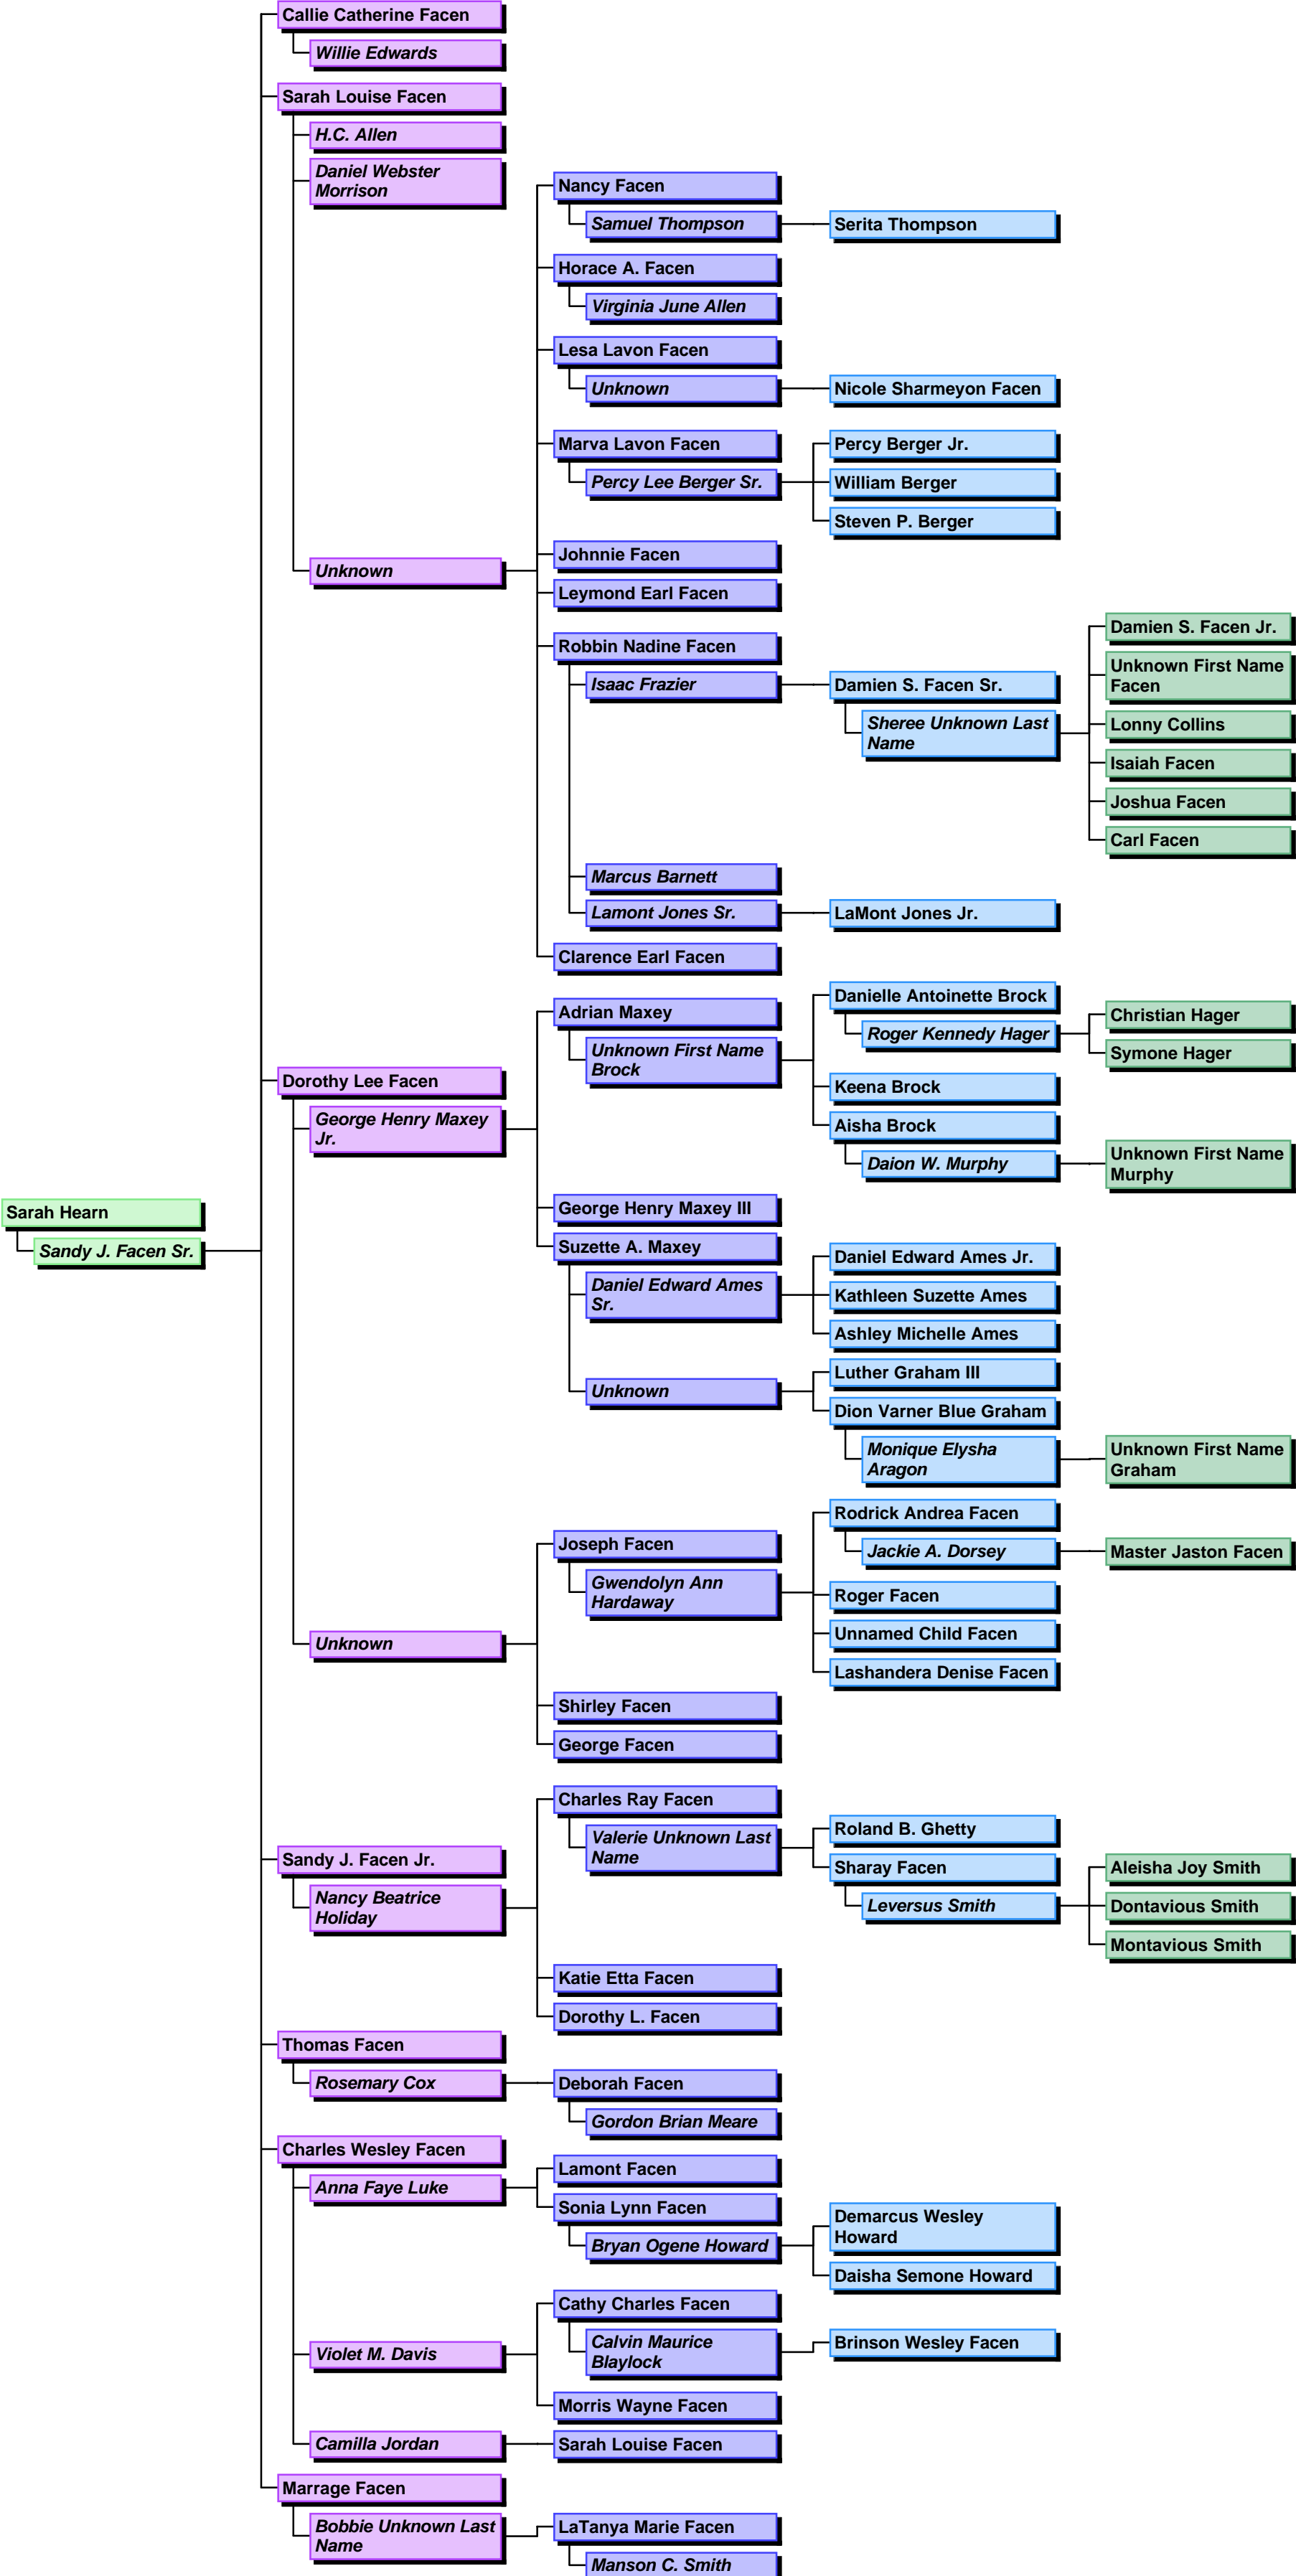 Callie Catherine Facen
Willie Edwards
Sarah Louise Facen
H.C. Allen
Daniel Webster
Morrison
Nancy Facen
Samuel Thompson
Serita Thompson
Horace A. Facen
Virginia June Allen
Lesa Lavon Facen
Unknown
Nicole Sharmeyon Facen
Marva Lavon Facen
Percy Lee Berger Sr.
Percy Berger Jr.
William Berger
Steven P. Berger
Unknown
Johnnie Facen
Leymond Earl Facen
Robbin Nadine Facen
Isaac Frazier
Damien S. Facen Sr.
Sheree Unknown Last
Name
Damien S. Facen Jr.
Unknown First Name
Facen
Lonny Collins
Isaiah Facen
Joshua Facen
Carl Facen
Marcus Barnett
Lamont Jones Sr.
LaMont Jones Jr.
Clarence Earl Facen
Dorothy Lee Facen
George Henry Maxey
Jr.
Adrian Maxey
Unknown First Name
Brock
Danielle Antoinette Brock
Roger Kennedy Hager
Christian Hager
Symone Hager
Keena Brock
Aisha Brock
Daion W. Murphy
Unknown First Name
Murphy
Sarah Hearn
Sandy J. Facen Sr.
George Henry Maxey III
Suzette A. Maxey
Daniel Edward Ames
Sr.
Daniel Edward Ames Jr.
Kathleen Suzette Ames
Ashley Michelle Ames
Unknown
Luther Graham III
Dion Varner Blue Graham
Monique Elysha
Aragon
Unknown First Name
Graham
Unknown
Joseph Facen
Gwendolyn Ann
Hardaway
Rodrick Andrea Facen
Jackie A. Dorsey
Master Jaston Facen
Roger Facen
Unnamed Child Facen
Lashandera Denise Facen
Shirley Facen
George Facen
Sandy J. Facen Jr.
Nancy Beatrice
Holiday
Charles Ray Facen
Valerie Unknown Last
Name
Roland B. Ghetty
Sharay Facen
Leversus Smith
Aleisha Joy Smith
Dontavious Smith
Montavious Smith
Katie Etta Facen
Dorothy L. Facen
Thomas Facen
Rosemary Cox
Deborah Facen
Gordon Brian Meare
Charles Wesley Facen
Anna Faye Luke
Lamont Facen
Sonia Lynn Facen
Bryan Ogene Howard
Demarcus Wesley
Howard
Daisha Semone Howard
Violet M. Davis
Cathy Charles Facen
Calvin Maurice
Blaylock
Brinson Wesley Facen
Morris Wayne Facen
Camilla Jordan
Sarah Louise Facen
Marrage Facen
Bobbie Unknown Last
Name
LaTanya Marie Facen
Manson C. Smith